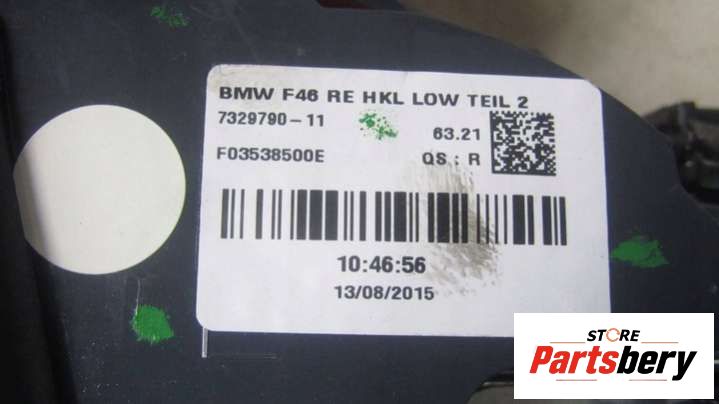 BMW F46 RE HKL LOW TEIL 2
7329790-11
63.21
F03538500E
QS : R
10:46:56
13/08/2015
STORE
Partsbery